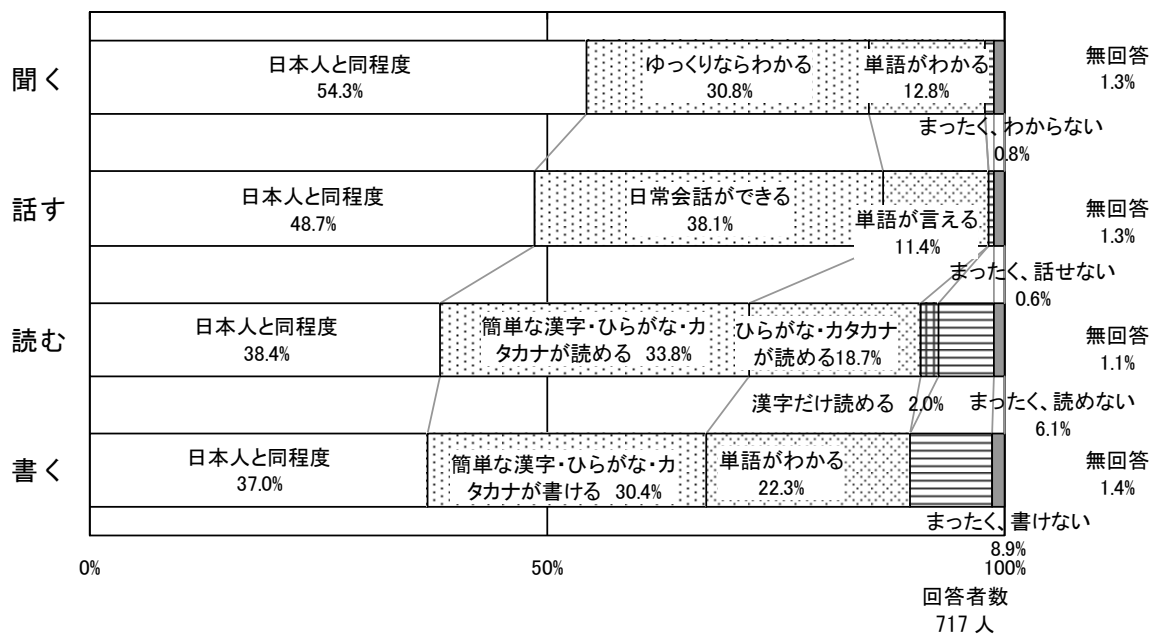 聞く
日本人と同程度
54.3%
ゆっくりならわかる
30.8%
単語がわかる
12.8%
無回答
1.3%
まったく、わからない
0.8%
話す
日本人と同程度
48.7%
日常会話ができる
38.1%
単語が言える
11.4%
無回答
1.3%
まったく、話せない
0.6%
読む
日本人と同程度
38.4%
簡単な漢字・ひらがな・カ
タカナが読める 33.8%
ひらがな・カタカナ
が読める18.7%
無回答
1.1%
漢字だけ読める 2.0%
まったく、読めない
6.1%
書く
日本人と同程度
37.0%
簡単な漢字・ひらがな・カ
タカナが書ける 30.4%
単語がわかる
22.3%
無回答
1.4%
まったく、書けない
8.9%
0%
50%
100%
回答者数
717 人